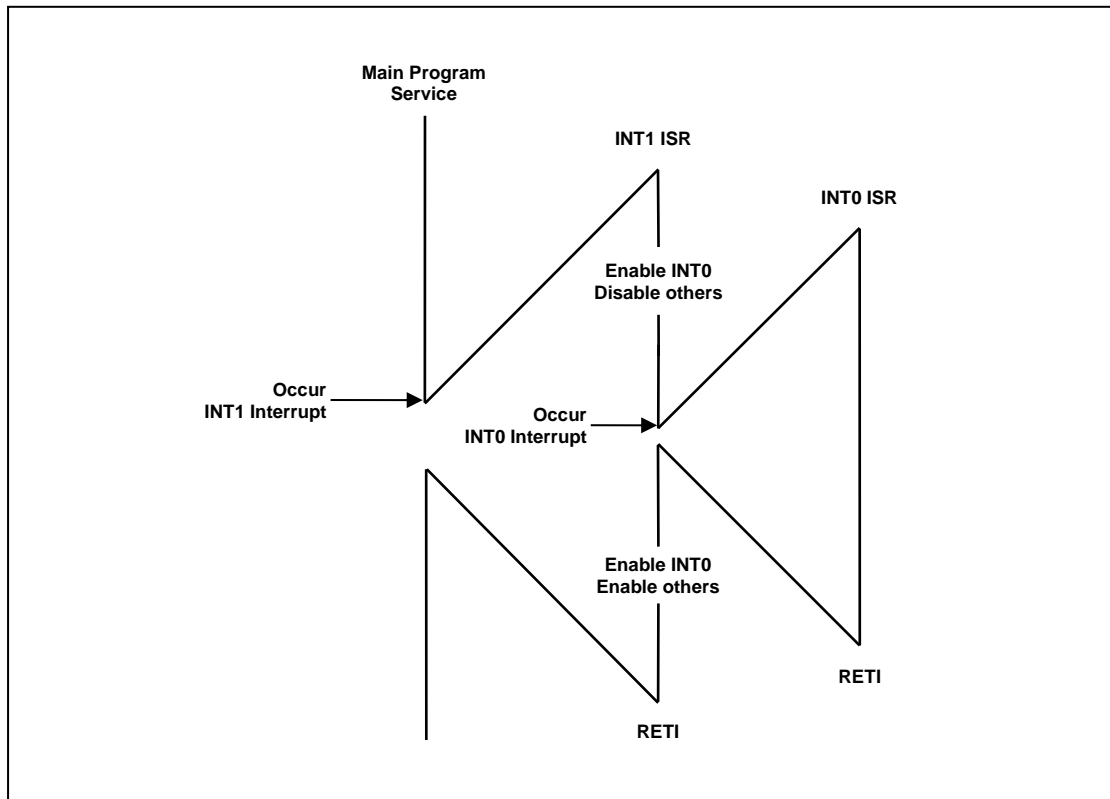 Main Program
Service
INT1 ISR
INT0 ISR
Enable INT0
Disable others
Occur
INT1 Interrupt
Occur
INT0 Interrupt
Enable INT0
Enable others
RETI
RETI